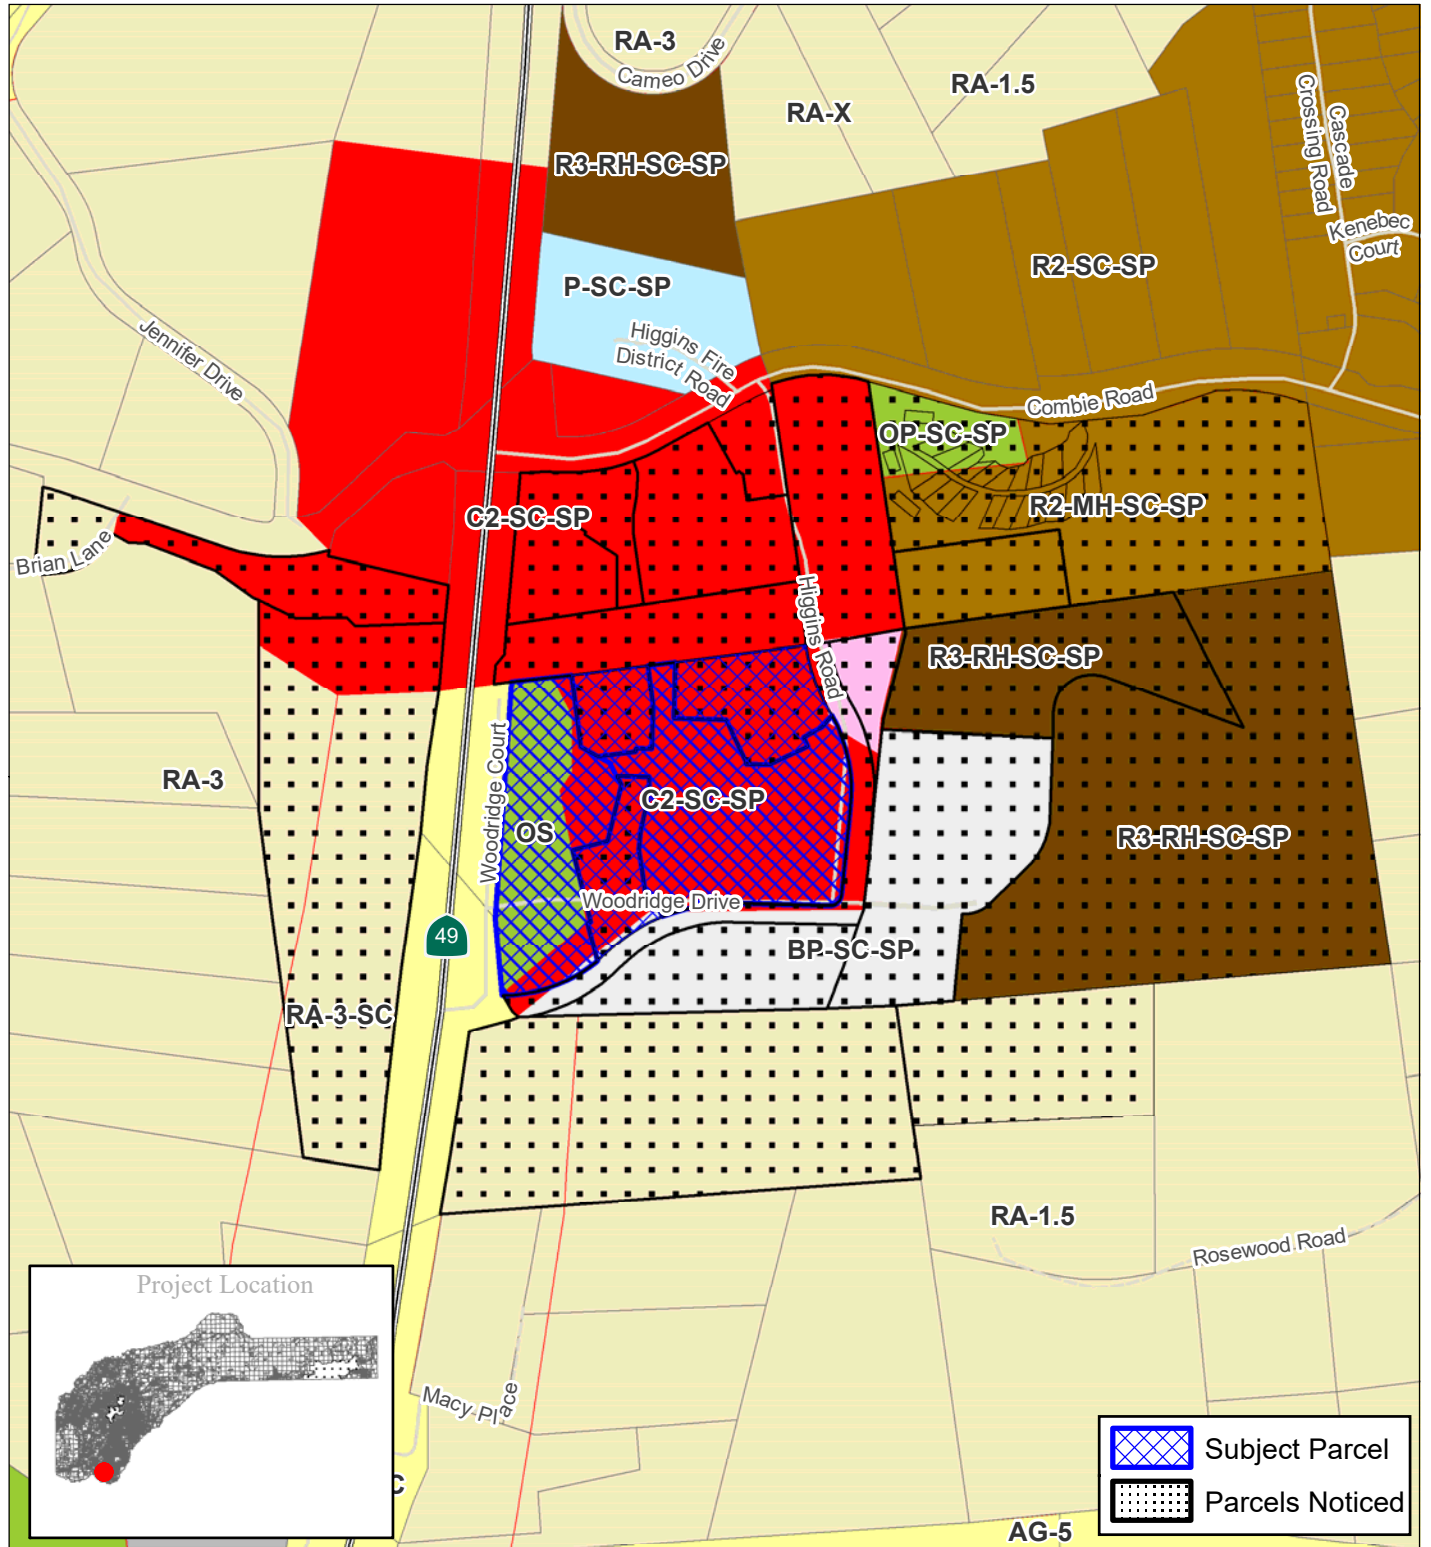 RA-3
Cameo Drive
RA-1.5
RA-X
R3-RH-SC-SP
Cascade
Crossing Road
Kenebec
Court
R2-SC-SP
P-SC-SP
Higgins Fire
District Road
Jennifer Drive
Combie Road
OP-SC-SP
R2-MH-SC-SP
C2-SC-SP
Brian Lane
Higgins Road
R3-RH-SC-SP
RA-3
Woodridge Court
C2-SC-SP
OS
R3-RH-SC-SP
Woodridge Drive
49
BP-SC-SP
RA-3-SC
RA-1.5
Rosewood Road
Project Location
Macy Place
C
Subject Parcel
Parcels Noticed
AG-5